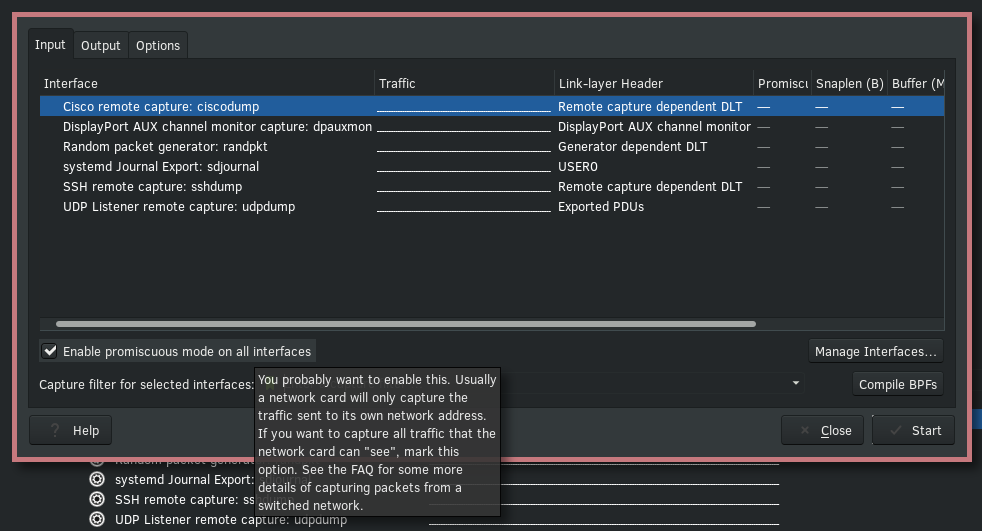 Input Output Options
Interface Traffic Link-layer Header Promiscu Snaplen (B) Buffer (M
Cisco remote capture: ciscodump Remote capture dependent DLT — — —
DisplayPort AUX channel monitor capture: dpauxmon DisplayPort AUX channel monitor — — —
Random packet generator: randpkt Generator dependent DLT — — —
systemd Journal Export: sdjournal USER0 — — —
SSH remote capture: sshdump Remote capture dependent DLT — — —
UDP Listener remote capture: udpdump Exported PDUs — — —
Enable promiscuous mode on all interfaces Manage Interfaces...
Capture filter for selected interfaces: Compile BPFs
You probably want to enable this. Usually
a network card will only capture the
traffic sent to its own network address.
If you want to capture all traffic that the
network card can "see", mark this
option. See the FAQ for some more
details of capturing packets from a
switched network.
? Help Close Start
Random packet genera
systemd Journal Export: sdjournal
SSH remote capture: sshdump
UDP Listener remote capture: udpdump